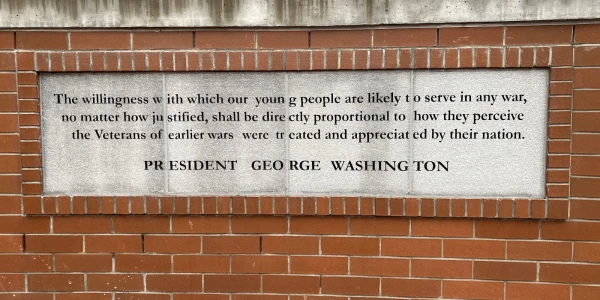 The willingness with which our young people are likely to serve in any war,
no matter how justified, shall be directly proportional to how they perceive
the Veterans of earlier wars were treated and appreciated by their nation.
PRESIDENT GEORGE WASHINGTON